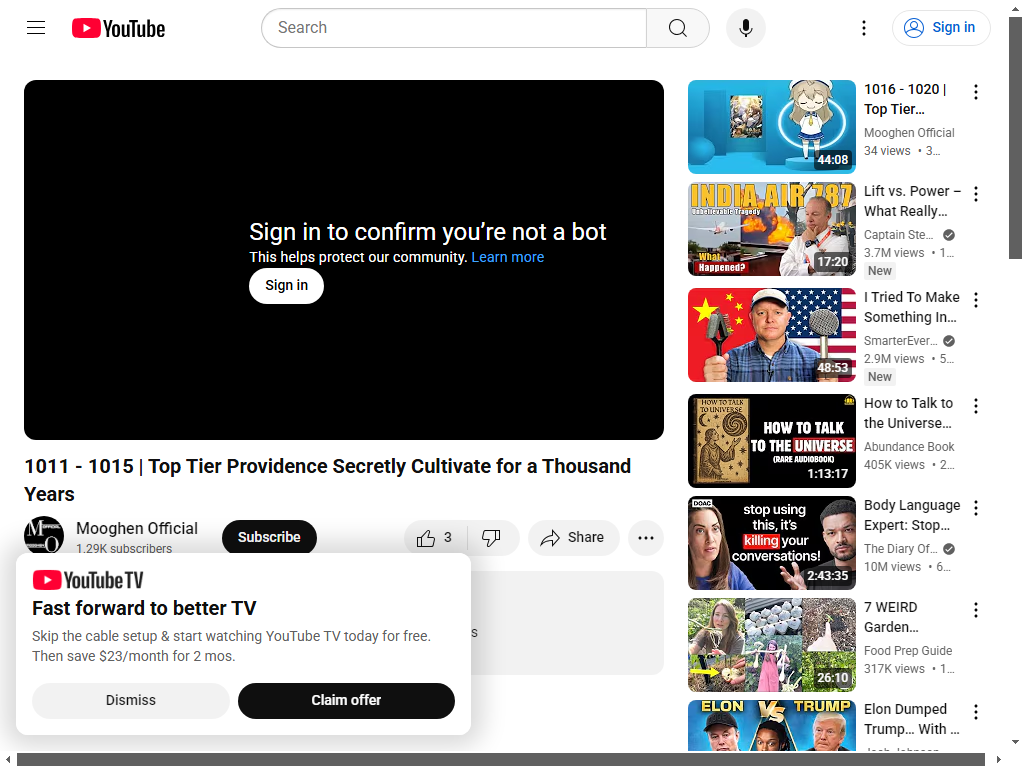 YouTube
Search
Sign in
Sign in to confirm you're not a bot
This helps protect our community. Learn more
Sign in
1011 - 1015 | Top Tier Providence Secretly Cultivate for a Thousand
Years
Mooghen Official
1.29K subscribers
Subscribe
3
Share
YouTube TV
Fast forward to better TV
Skip the cable setup & start watching YouTube TV today for free.
Then save $23/month for 2 mos.
Dismiss
Claim offer
44:08
1016 - 1020 |
Top Tier…
Mooghen Official
34 views • 3…
INDIA AIR 787
Unbelievable Tragedy
What
Happened?
17:20
Lift vs. Power –
What Really…
Captain Ste…
3.7M views • 1…
New
48:53
I Tried To Make
Something In…
SmarterEver…
2.9M views • 5…
New
HOW TO TALK
TO UNIVERSE
HOW TO TALK
TO THE UNIVERSE
(RARE AUDIOBOOK)
1:13:17
How to Talk to
the Universe…
Abundance Book
405K views • 2…
DOAC
stop using
this, it's
killing your
conversations!
2:43:35
Body Language
Expert: Stop…
The Diary Of…
10M views • 6…
26:10
7 WEIRD
Garden…
Food Prep Guide
317K views • 1…
ELON VS TRUMP
Elon Dumped
Trump… With …